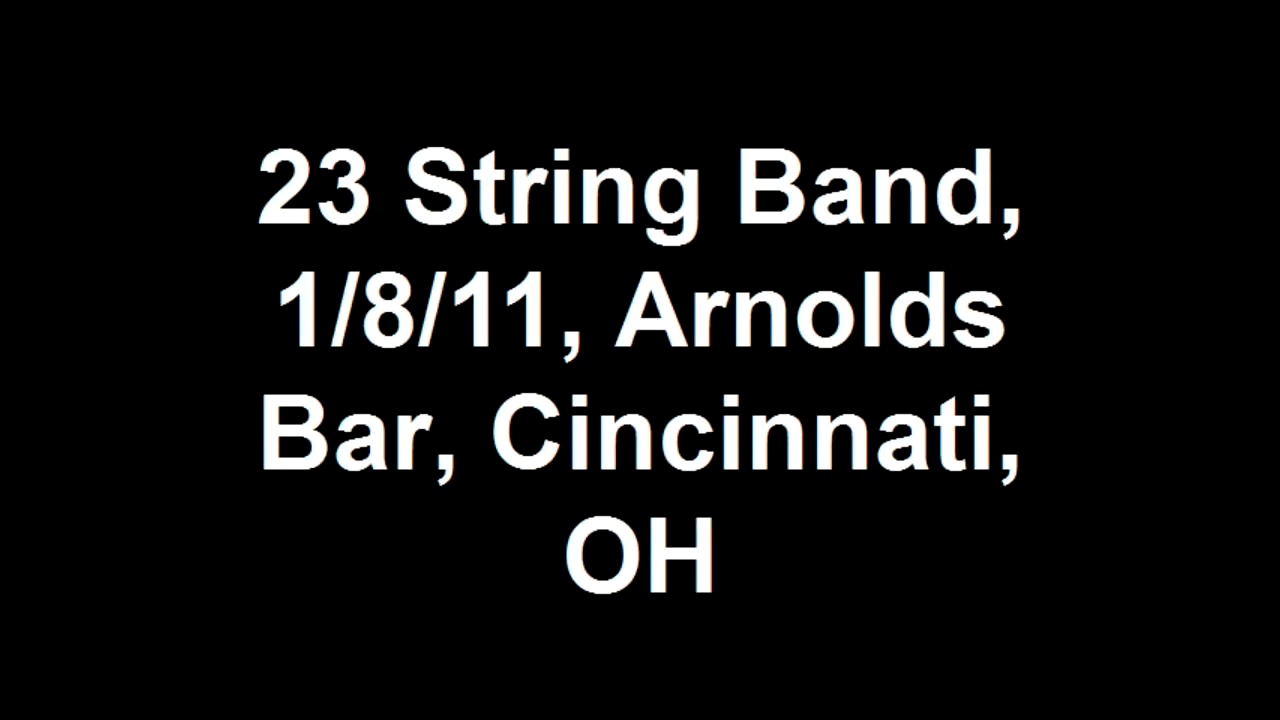 23 String Band,
1/8/11, Arnolds
Bar, Cincinnati,
OH